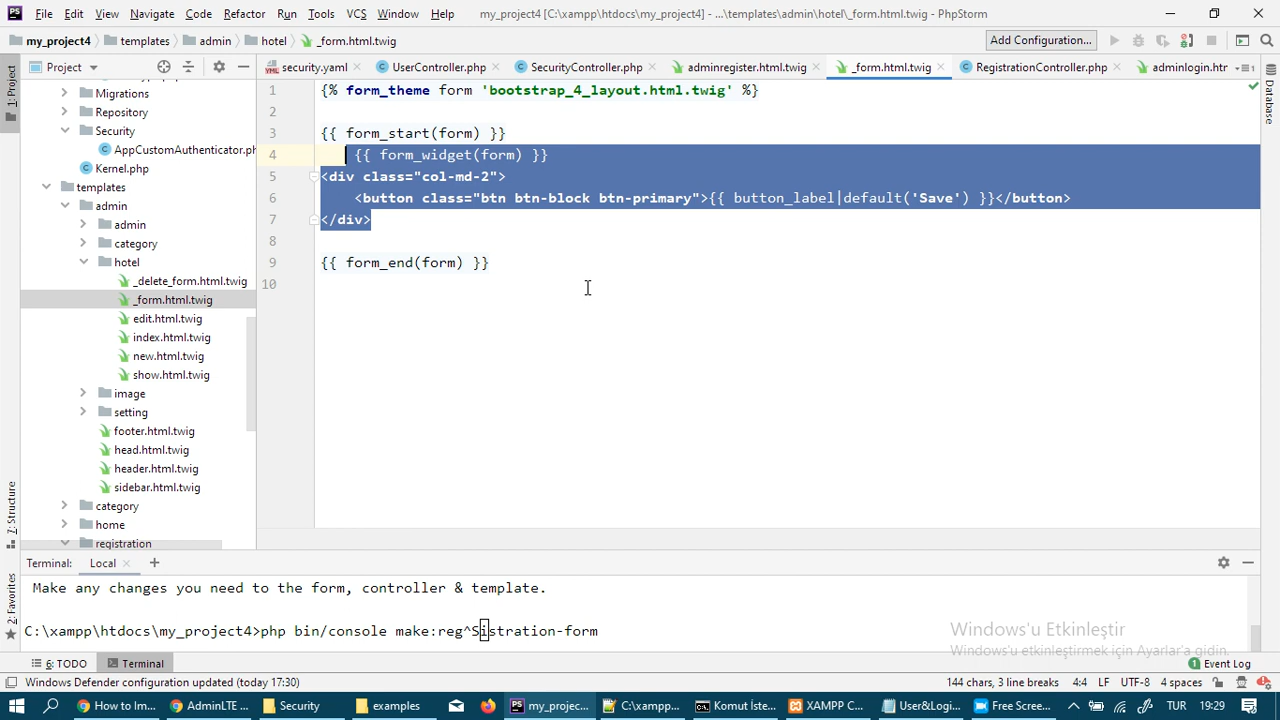 File Edit View Navigate Code Refactor Run Tools VCS Window Help my_project4 [C:\xampp\htdocs\my_project4] - ...\templates\admin\hotel\_form.html.twig - PhpStorm
my_project4 templates admin hotel _form.html.twig Add Configuration...
Project security.yaml UserController.php SecurityController.php adminregister.html.twig _form.html.twig RegistrationController.php adminlogin.htr
1: Project
Database
Migrations
Repository
Security
AppCustomAuthenticator.ph
Kernel.php
templates
admin
admin
category
hotel
_delete_form.html.twig
_form.html.twig
edit.html.twig
index.html.twig
new.html.twig
show.html.twig
image
setting
footer.html.twig
head.html.twig
header.html.twig
sidebar.html.twig
category
home
registration
1 {% form_theme form 'bootstrap_4_layout.html.twig' %}
2
3 {{ form_start(form) }}
4 {{ form_widget(form) }}
5 <div class="col-md-2">
6 <button class="btn btn-block btn-primary">{{ button_label|default('Save') }}</button>
7 </div>
8
9 {{ form_end(form) }}
10
Z: Structure
2: Favorites
Terminal: Local +
Make any changes you need to the form, controller & template.
C:\xampp\htdocs\my_project4>php bin/console make:reg^Sistration-form
Windows'u Etkinleştir
Windows'u etkinleştirmek için Ayarlar'a gidin.
6: TODO Terminal 1 Event Log
Windows Defender configuration updated (today 17:30) 144 chars, 3 line breaks 4:4 LF UTF-8 4 spaces
How to Im... AdminLTE ... Security examples my_projec... C:\xampp... Komut İste... XAMPP C... User&Logi... Free Scree... TUR 19:29